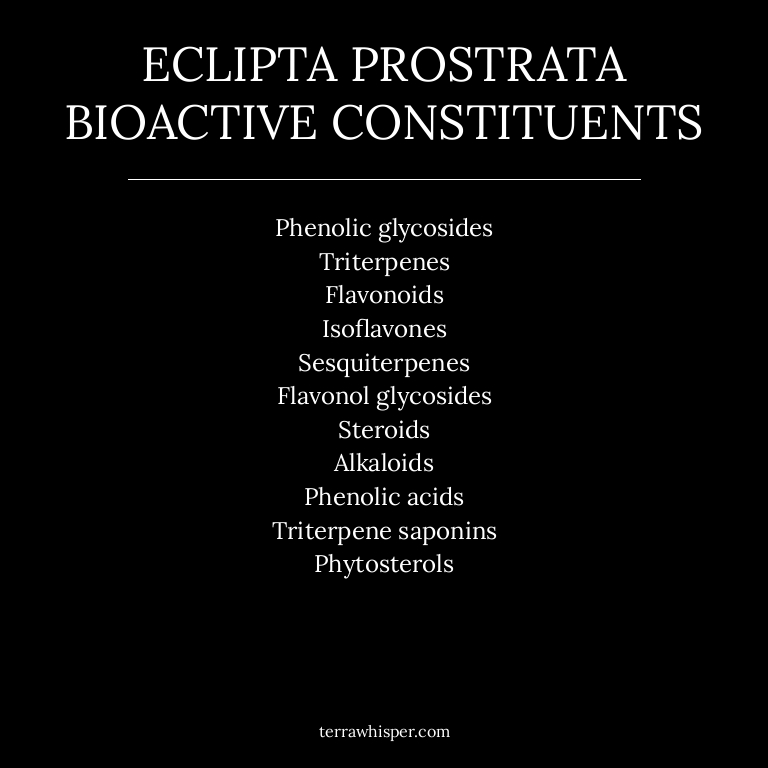 ECLIPTA PROSTRATA
BIOACTIVE CONSTITUENTS
Phenolic glycosides
Triterpenes
Flavonoids
Isoflavones
Sesquiterpenes
Flavonol glycosides
Steroids
Alkaloids
Phenolic acids
Triterpene saponins
Phytosterols
terrawhisper.com